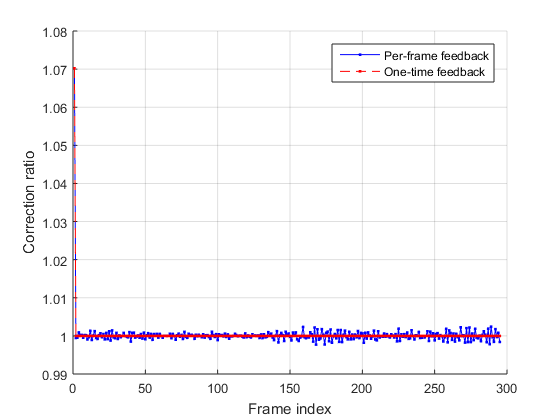 1.08
1.07
1.06
1.05
1.04
1.03
1.02
1.01
1
0.99
Correction ratio
Per-frame feedback
One-time feedback
0 50 100 150 200 250 300
Frame index